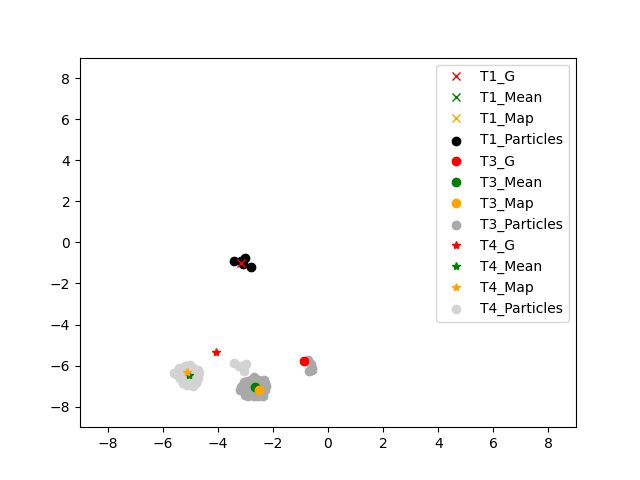 8
6
4
2
0
−2
−4
−6
−8
−8 −6 −4 −2 0 2 4 6 8
T1_G
T1_Mean
T1_Map
T1_Particles
T3_G
T3_Mean
T3_Map
T3_Particles
T4_G
T4_Mean
T4_Map
T4_Particles